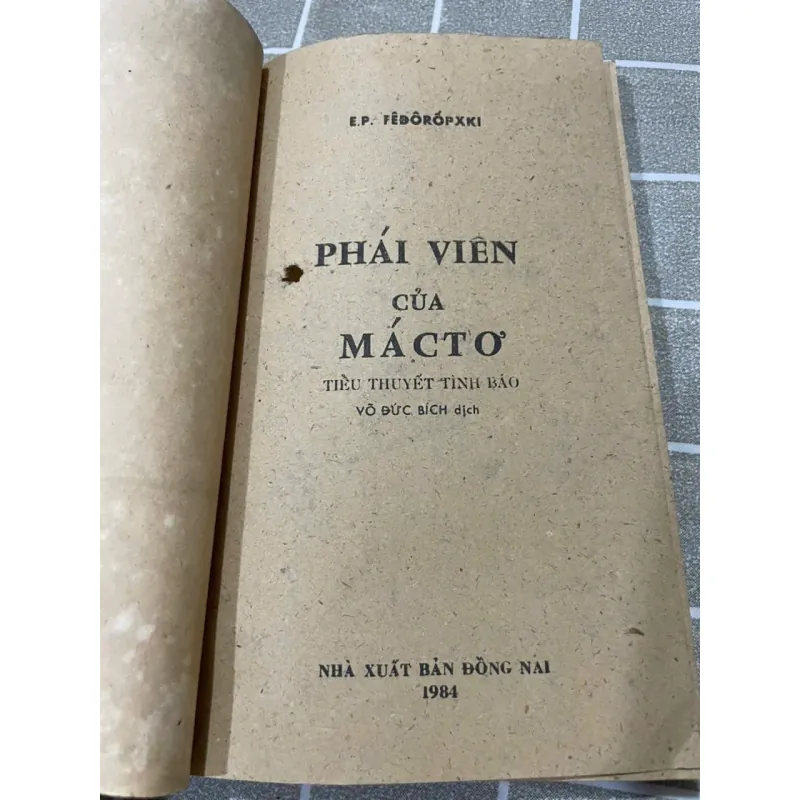 E.P. FÊĐÔRỐPXKI
PHÁI VIÊN
CỦA
MÁCTƠ
TIỂU THUYẾT TÌNH BÁO
VÕ ĐỨC BÍCH dịch
NHÀ XUẤT BẢN ĐỒNG NAI
1984